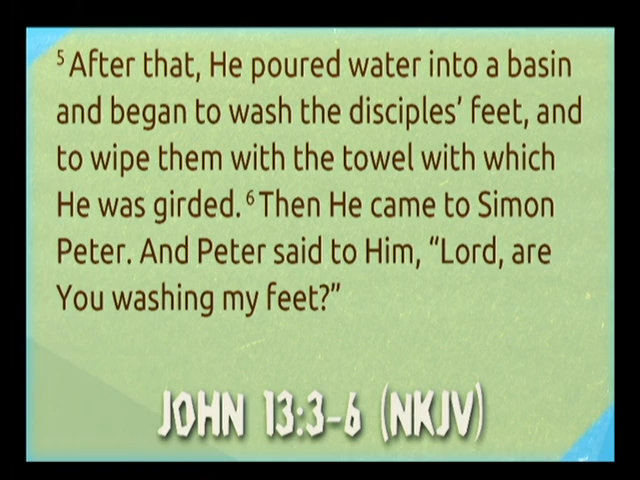 5 After that, He poured water into a basin
and began to wash the disciples’ feet, and
to wipe them with the towel with which
He was girded. 6 Then He came to Simon
Peter. And Peter said to Him, “Lord, are
You washing my feet?”
JOHN 13:3-6 (NKJV)